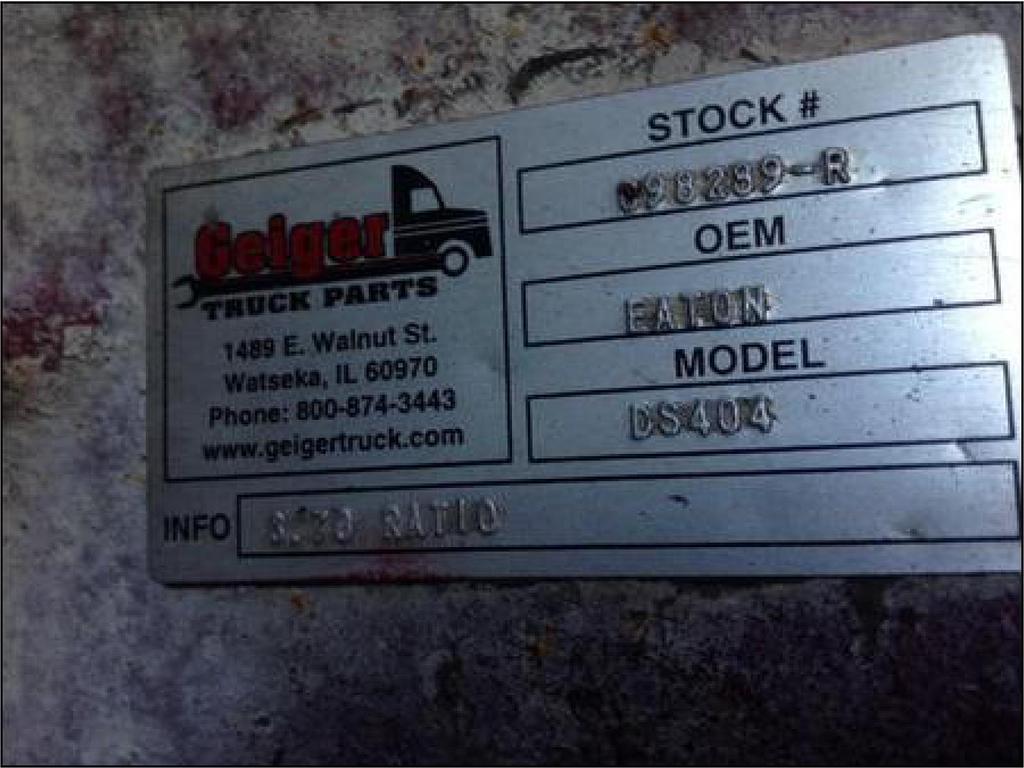 Geiger
TRUCK PARTS
1489 E. Walnut St.
Watseka, IL 60970
Phone: 800-874-3443
www.geigertruck.com
STOCK #
OEM
EATON
MODEL
DS404
INFO
RATIO